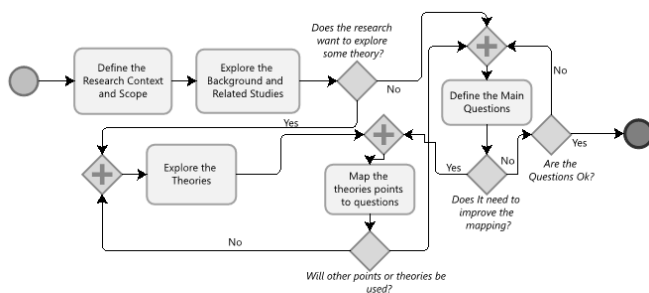 Does the research
want to explore
some theory?
Define the
Research Context
and Scope
Explore the
Background and
Related Studies
No
No
Define the Main
Questions
Yes
Explore the
Theories
Map the
theories points
to questions
Yes
No
Yes
Are the
Questions Ok?
Does It need to
improve the
mapping?
No
Will other points or theories be
used?